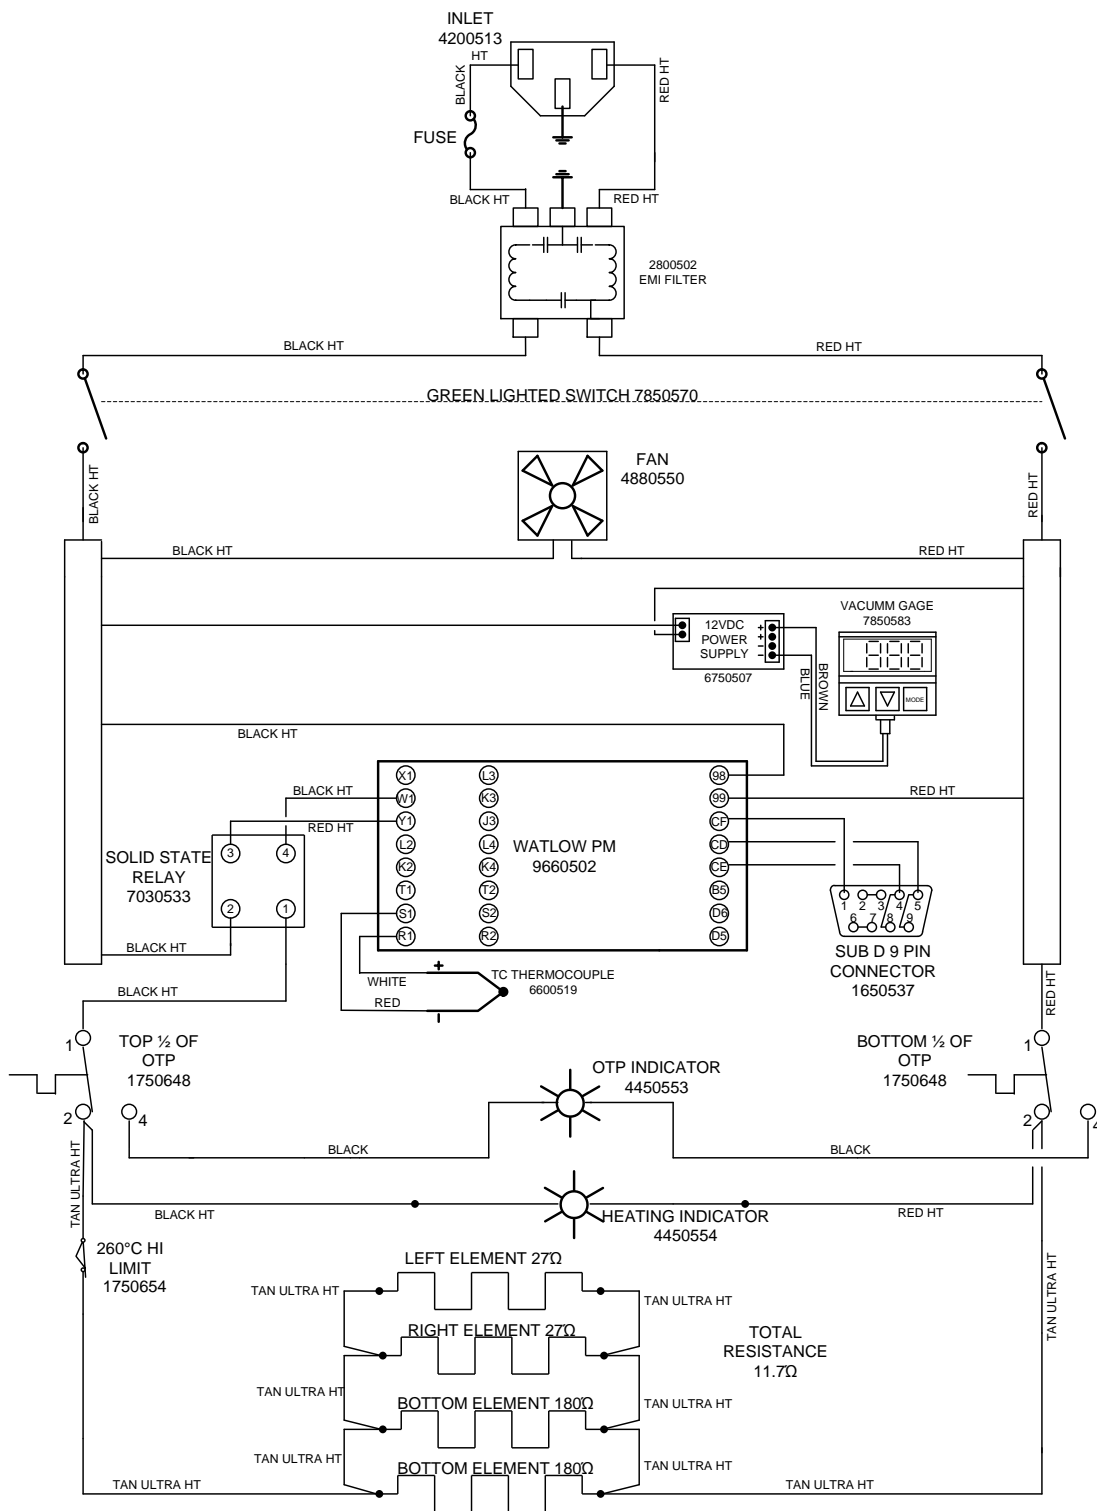 INLET
4200513
HT
BLACK
RED HT
FUSE
BLACK HT
RED HT
2800502
EMI FILTER
BLACK HT
RED HT
GREEN LIGHTED SWITCH 7850570
BLACK HT
RED HT
FAN
4880550
BLACK HT
RED HT
VACUMM GAGE
7850583
12VDC
POWER
SUPPLY
+
+
−
−
6750507
BLUE
BROWN
888
MODE
BLACK HT
X1
L3
98
BLACK HT
W1
K3
99
RED HT
Y1
J3
CF
RED HT
L2
L4
CD
WATLOW PM
9660502
K2
K4
CE
T1
T2
B5
S1
S2
D6
R1
R2
D5
SOLID STATE
RELAY
7030533
3
4
2
1
BLACK HT
1
2
3
4
5
6
7
8
9
SUB D 9 PIN
CONNECTOR
1650537
+
WHITE
TC THERMOCOUPLE
6600519
RED
−
BLACK HT
RED HT
1
TOP ½ OF
OTP
1750648
2
4
OTP INDICATOR
4450553
BOTTOM ½ OF
OTP
1750648
1
2
4
BLACK
BLACK
TAN ULTRA HT
BLACK HT
RED HT
HEATING INDICATOR
4450554
260°C HI
LIMIT
1750654
LEFT ELEMENT 27Ω
TAN ULTRA HT
TAN ULTRA HT
TAN ULTRA HT
RIGHT ELEMENT 27Ω
TOTAL
RESISTANCE
11.7Ω
TAN ULTRA HT
TAN ULTRA HT
BOTTOM ELEMENT 180Ω
TAN ULTRA HT
TAN ULTRA HT
BOTTOM ELEMENT 180Ω
TAN ULTRA HT
TAN ULTRA HT